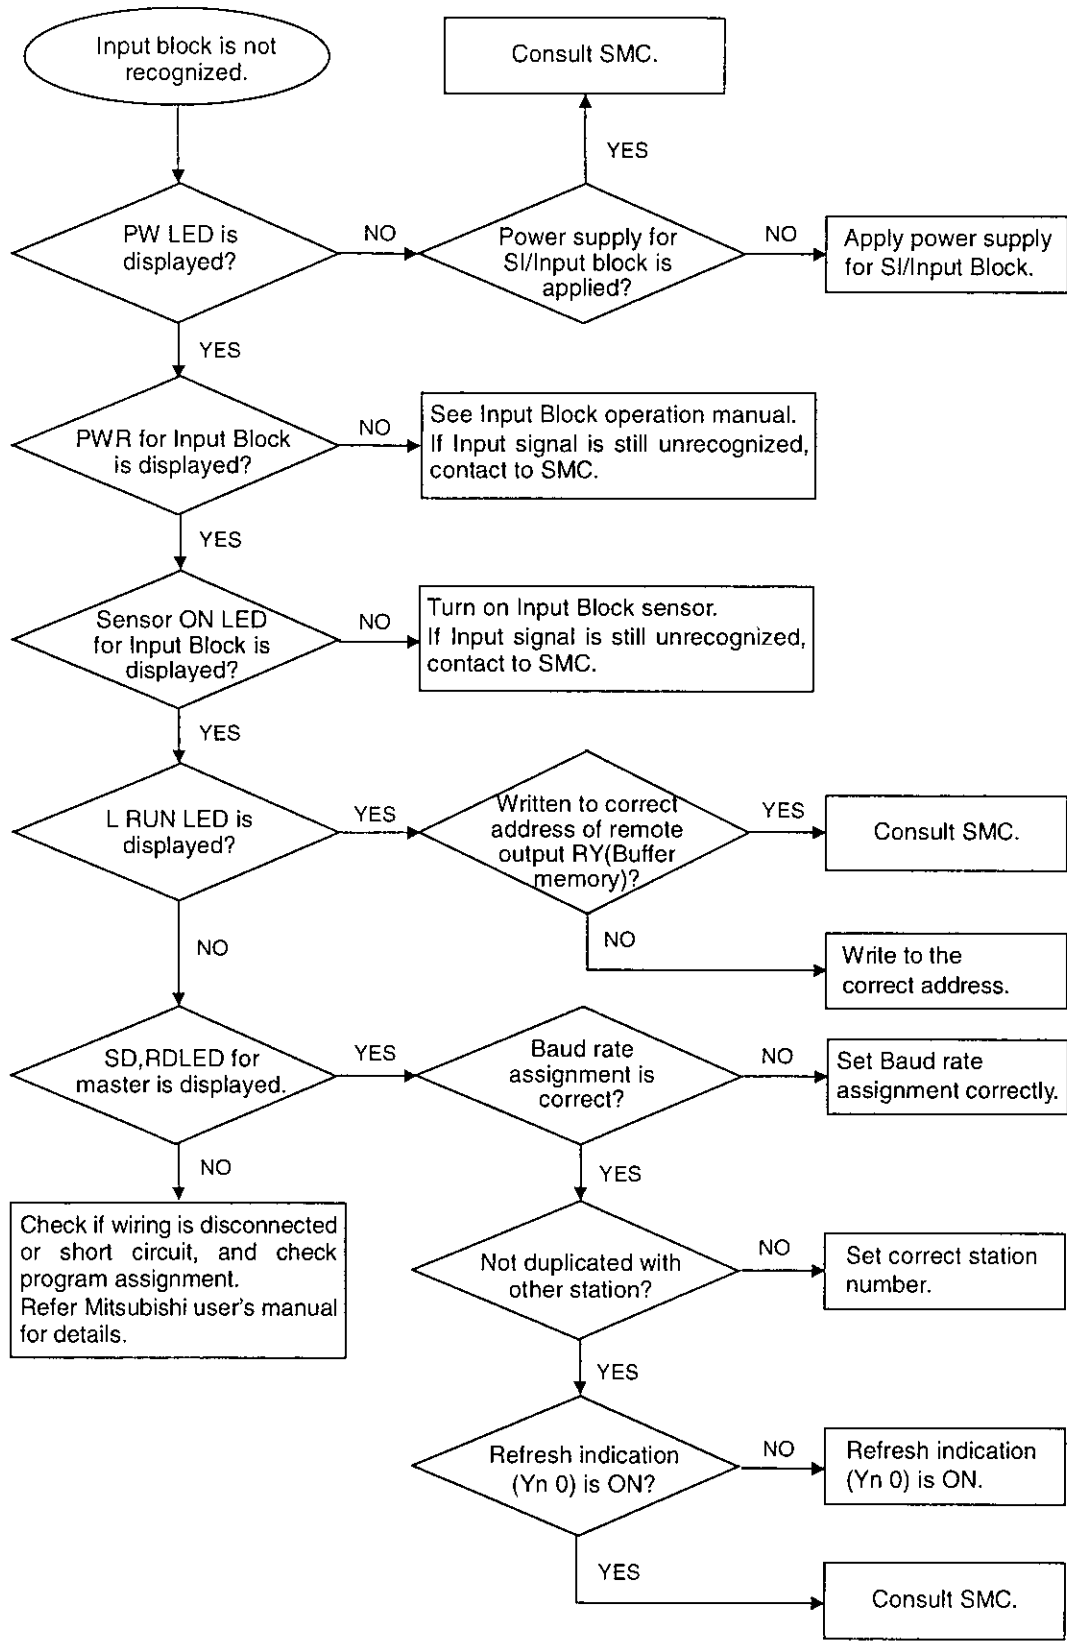 Input block is not
recognized.
Consult SMC.
YES
PW LED is
displayed?
NO
Power supply for
SI/Input block is
applied?
NO
Apply power supply
for SI/Input Block.
YES
PWR for Input Block
is displayed?
NO
See Input Block operation manual.
If Input signal is still unrecognized,
contact to SMC.
YES
Sensor ON LED
for Input Block is
displayed?
NO
Turn on Input Block sensor.
If Input signal is still unrecognized,
contact to SMC.
YES
L RUN LED is
displayed?
YES
Written to correct
address of remote
output RY(Buffer
memory)?
YES
Consult SMC.
NO
NO
Write to the
correct address.
SD,RDLED for
master is displayed.
YES
Baud rate
assignment is
correct?
NO
Set Baud rate
assignment correctly.
NO
YES
Check if wiring is disconnected
or short circuit, and check
program assignment.
Refer Mitsubishi user's manual
for details.
Not duplicated with
other station?
NO
Set correct station
number.
YES
Refresh indication
(Yn 0) is ON?
NO
Refresh indication
(Yn 0) is ON.
YES
Consult SMC.